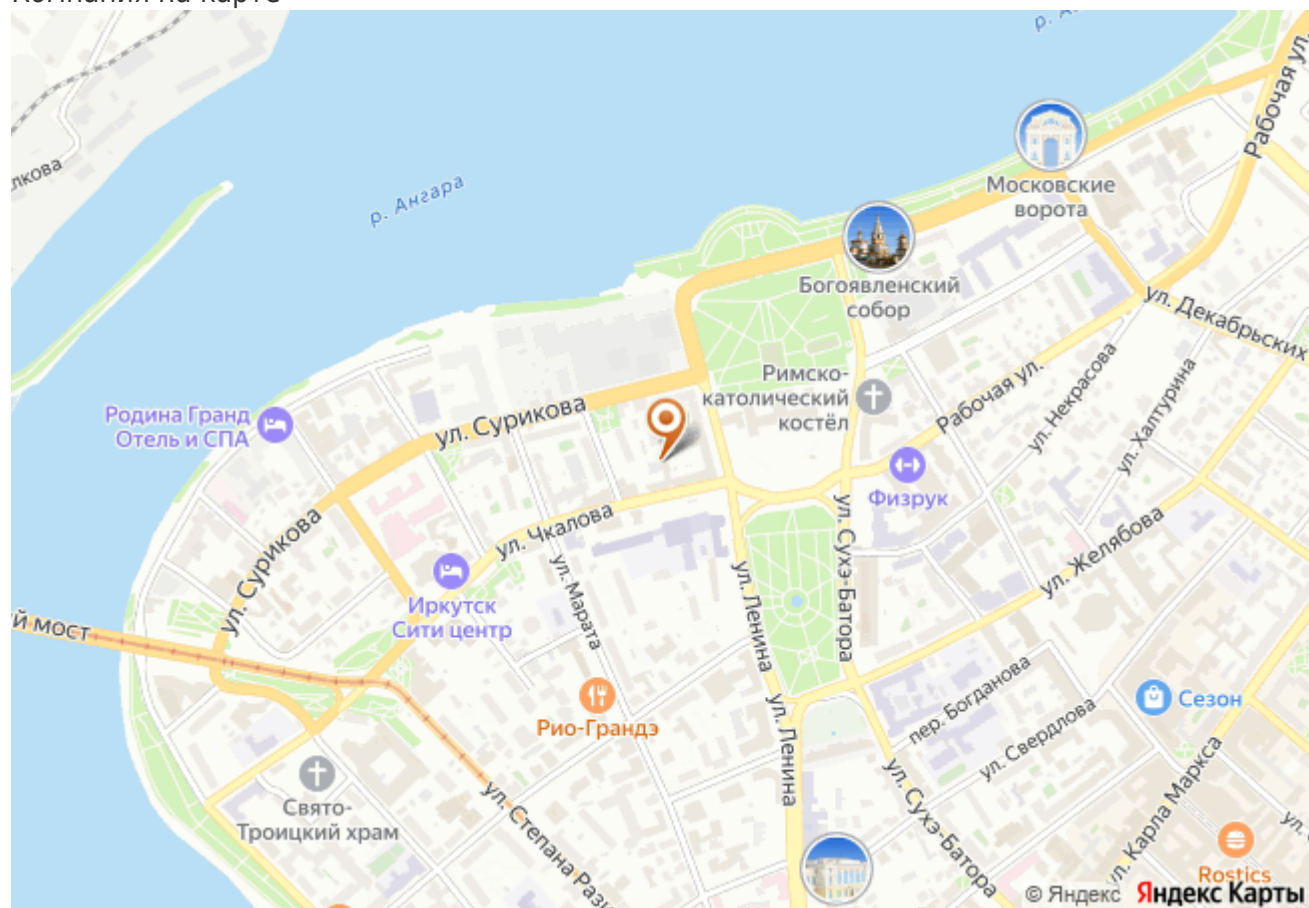 Компания на карте
р. Ангара
Рабочая ул.
Московские
ворота
Богоявленский
собор
ул. Декабрьских
Римско-
католический
костёл
Рабочая ул.
ул. Некрасова
ул. Халтурина
Родина Гранд
Отель и СПА
ул. Сурикова
Физрук
ул. Сурикова
ул. Чкалова
ул. Желябова
Иркутск
Сити центр
ул. Марата
ул. Ленина
ул. Сухэ-Батора
й мост
Рио-Грандэ
пер. Богданова
ул. Свердлова
Сезон
Свято-
Троицкий храм
ул. Степана Рази
ул. Ленина
ул. Сухэ-Батора
ул. Карла Маркса
Rostics
© Яндекс Яндекс Карты